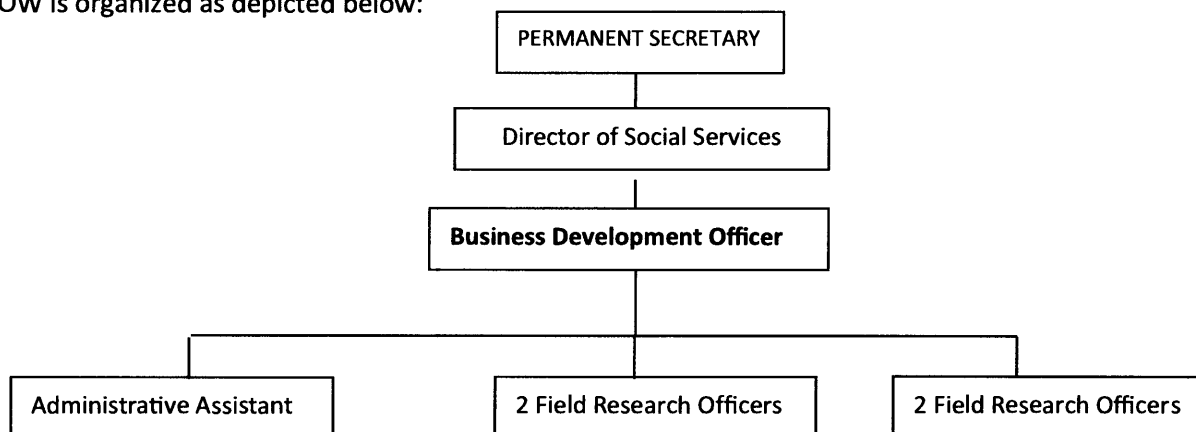 OW is organized as depicted below:
PERMANENT SECRETARY
Director of Social Services
Business Development Officer
Administrative Assistant 2 Field Research Officers 2 Field Research Officers